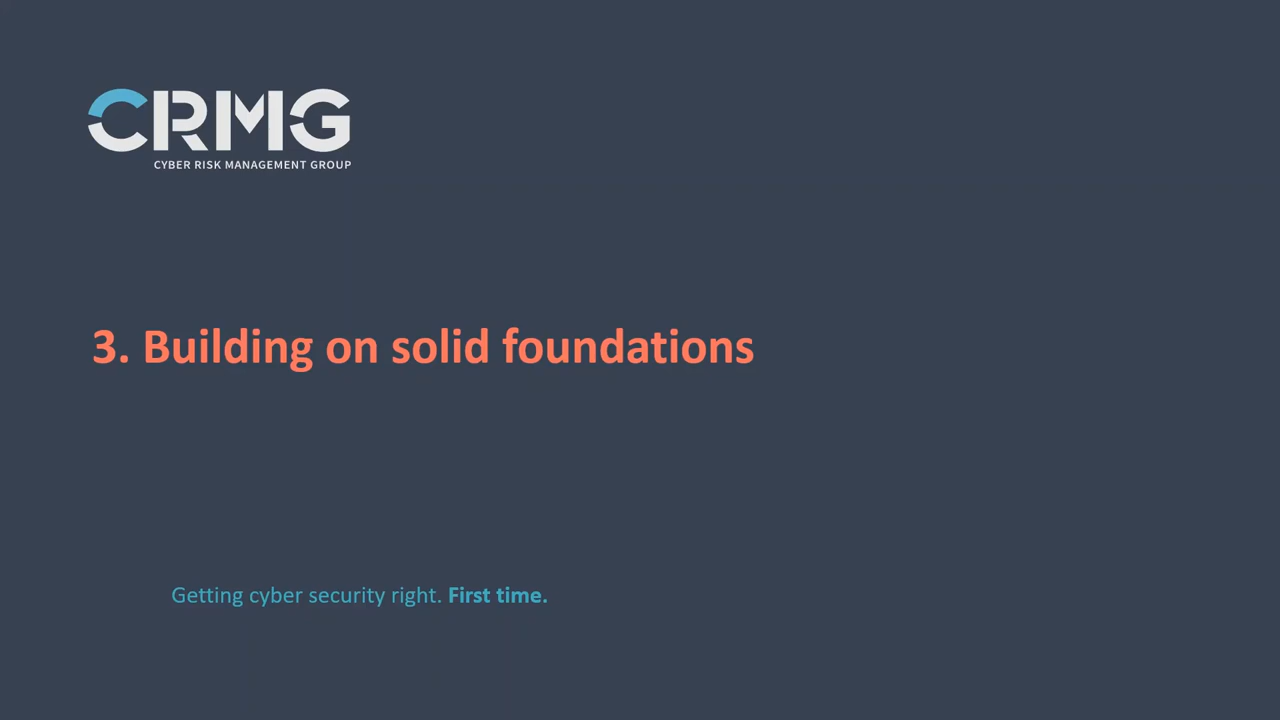 CRMG
CYBER RISK MANAGEMENT GROUP
3. Building on solid foundations
Getting cyber security right. First time.